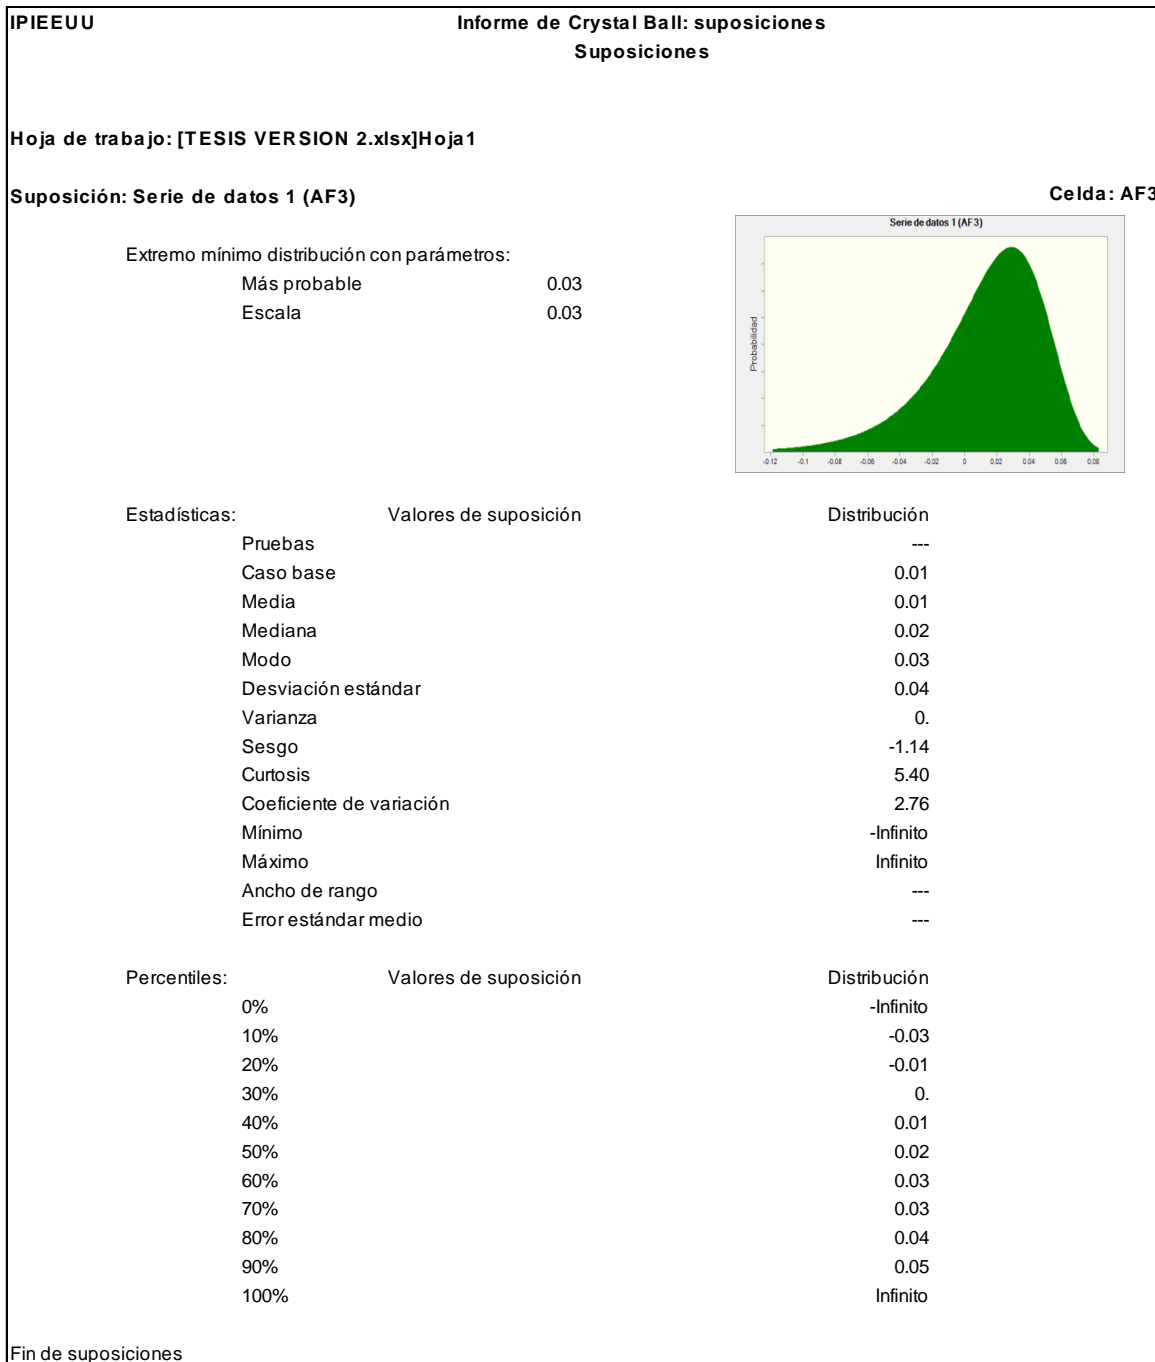 IPIEEUU Informe de Crystal Ball: suposiciones
Suposiciones
Hoja de trabajo: [TESIS VERSION 2.xlsx]Hoja1
Suposición: Serie de datos 1 (AF3) Celda: AF3
Serie de datos 1 (AF3)
Probabilidad
-0.12 -0.1 -0.08 -0.06 -0.04 -0.02 0 0.02 0.04 0.06 0.08
Extremo mínimo distribución con parámetros:
Más probable 0.03
Escala 0.03
Estadísticas: Valores de suposición Distribución
Pruebas ---
Caso base 0.01
Media 0.01
Mediana 0.02
Modo 0.03
Desviación estándar 0.04
Varianza 0.
Sesgo -1.14
Curtosis 5.40
Coeficiente de variación 2.76
Mínimo -Infinito
Máximo Infinito
Ancho de rango ---
Error estándar medio ---
Percentiles: Valores de suposición Distribución
0% -Infinito
10% -0.03
20% -0.01
30% 0.
40% 0.01
50% 0.02
60% 0.03
70% 0.03
80% 0.04
90% 0.05
100% Infinito
Fin de suposiciones